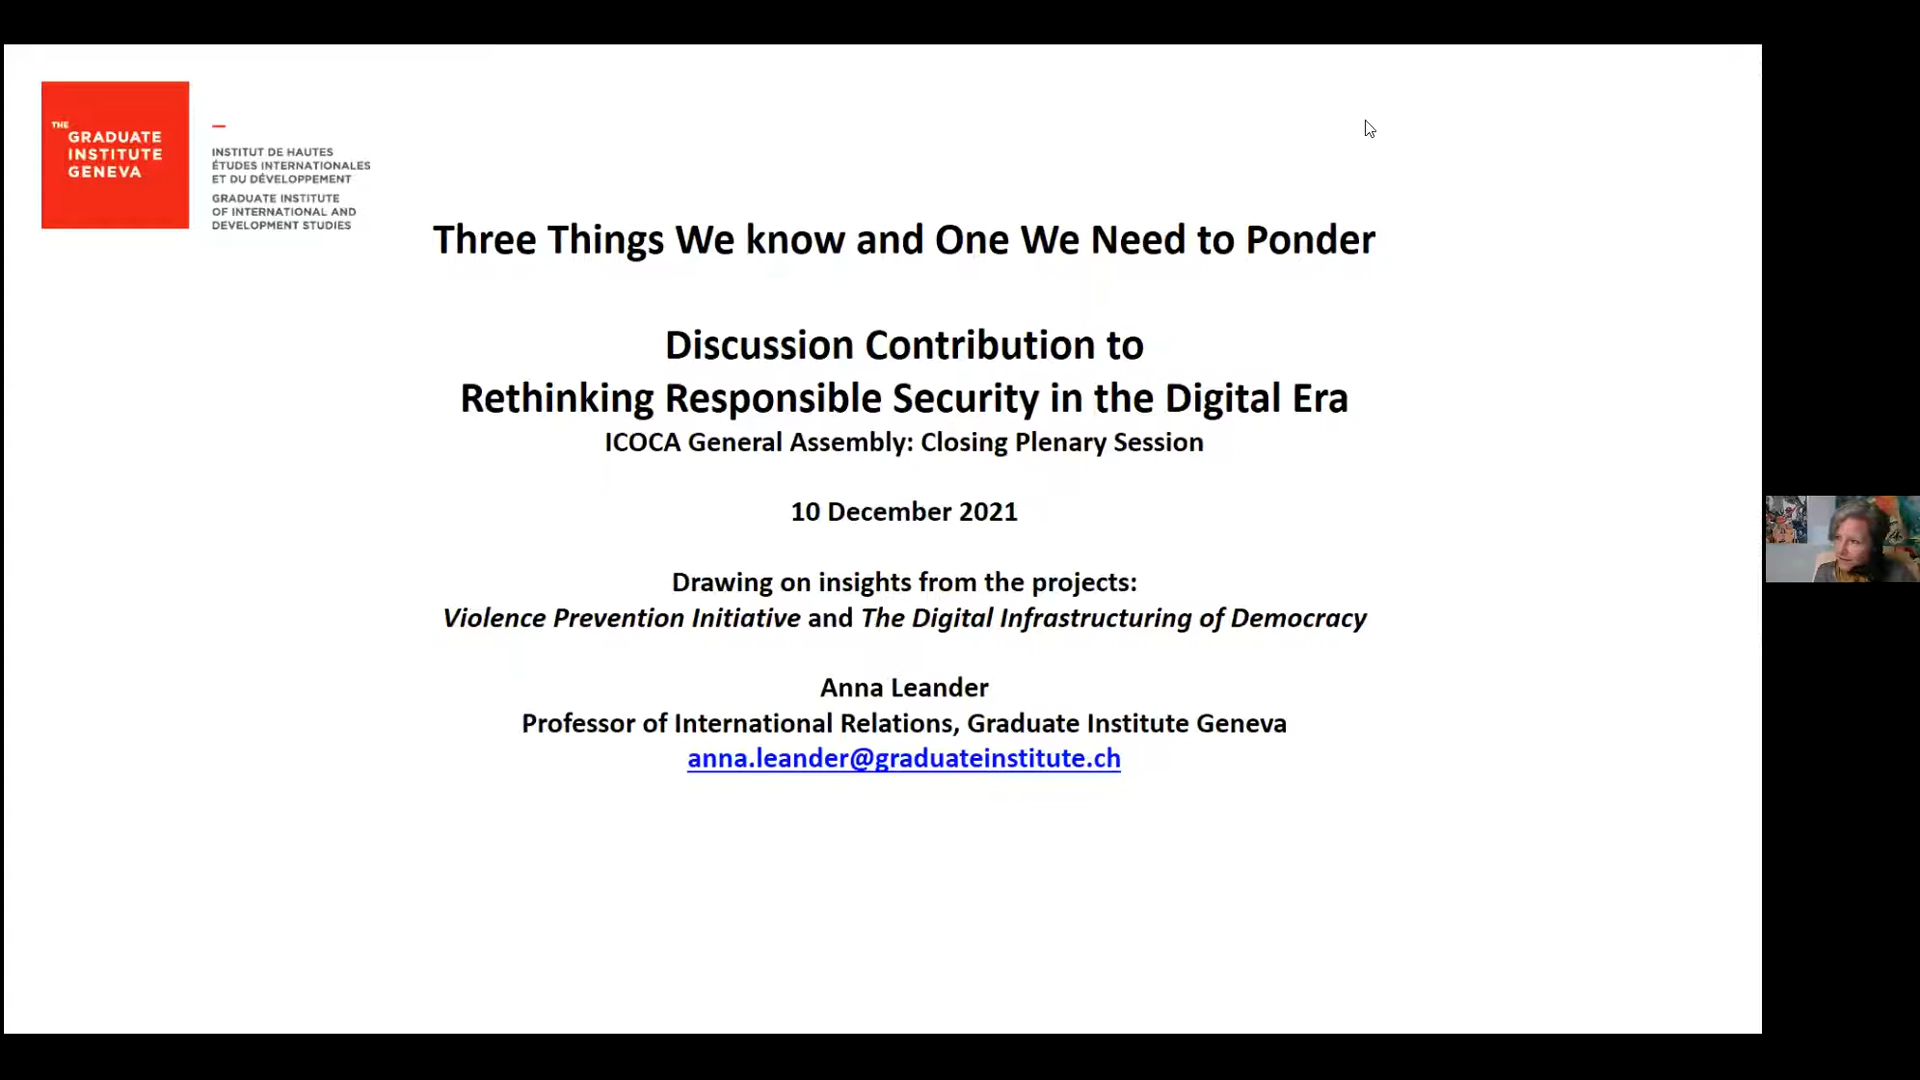 THE
GRADUATE
INSTITUTE
GENEVA
INSTITUT DE HAUTES
ÉTUDES INTERNATIONALES
ET DU DÉVELOPPEMENT
GRADUATE INSTITUTE
OF INTERNATIONAL AND
DEVELOPMENT STUDIES
Three Things We know and One We Need to Ponder
Discussion Contribution to
Rethinking Responsible Security in the Digital Era
ICOCA General Assembly: Closing Plenary Session
10 December 2021
Drawing on insights from the projects:
Violence Prevention Initiative and The Digital Infrastructuring of Democracy
Anna Leander
Professor of International Relations, Graduate Institute Geneva
anna.leander@graduateinstitute.ch